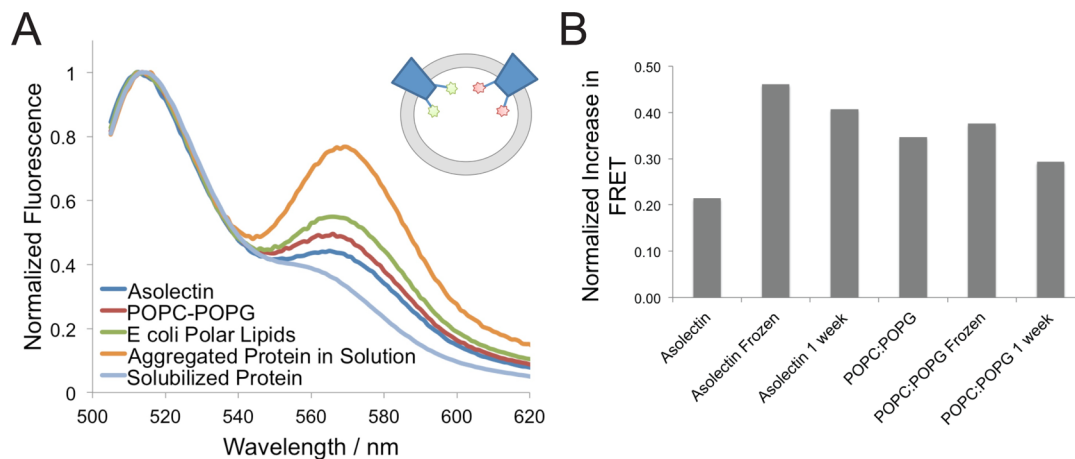 A
Normalized Fluorescence
1
0.8
0.6
0.4
0.2
0
500
520
540
560
580
600
620
Wavelength / nm
Asolectin
POPC-POPG
E coli Polar Lipids
Aggregated Protein in Solution
Solubilized Protein
B
Normalized Increase in
FRET
0.50
0.40
0.30
0.20
0.10
0.00
Asolectin
Asolectin Frozen
Asolectin 1 week
POPC:POPG
POPC:POPG Frozen
POPC:POPG 1 week